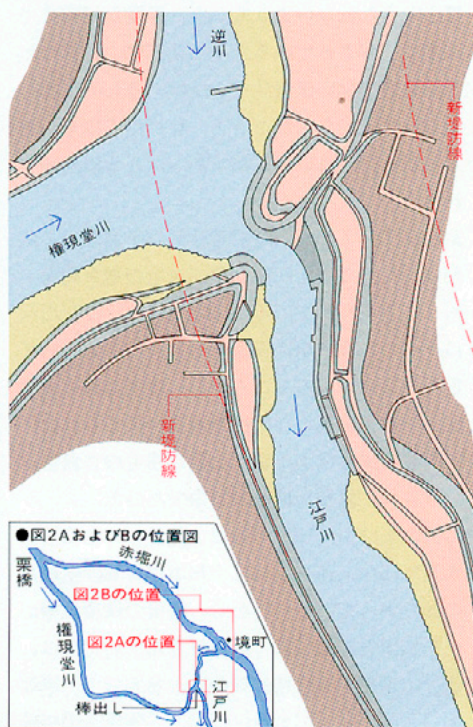 逆川
新堤防線
権現堂川
新堤防線
江戸川
●図2AおよびBの位置図
栗橋
赤堀川
図2Bの位置
権現堂川
図2Aの位置
境町
江戸川
棒出し